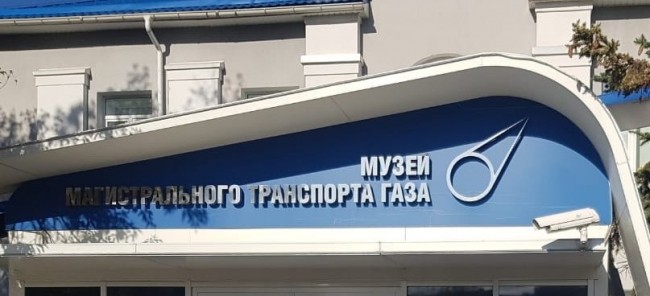 МУЗЕЙ
МАГИСТРАЛЬНОГО ТРАНСПОРТА ГАЗА